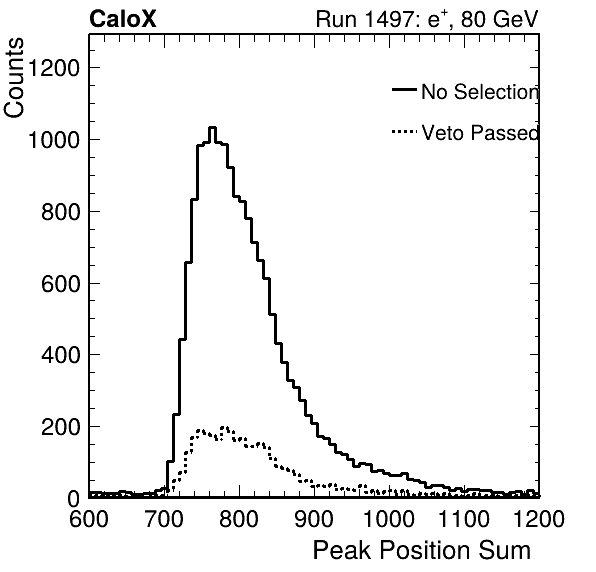 CaloX Run 1497: e+, 80 GeV
Counts
1200
1000
800
600
400
200
0
No Selection
Veto Passed
600 700 800 900 1000 1100 1200
Peak Position Sum